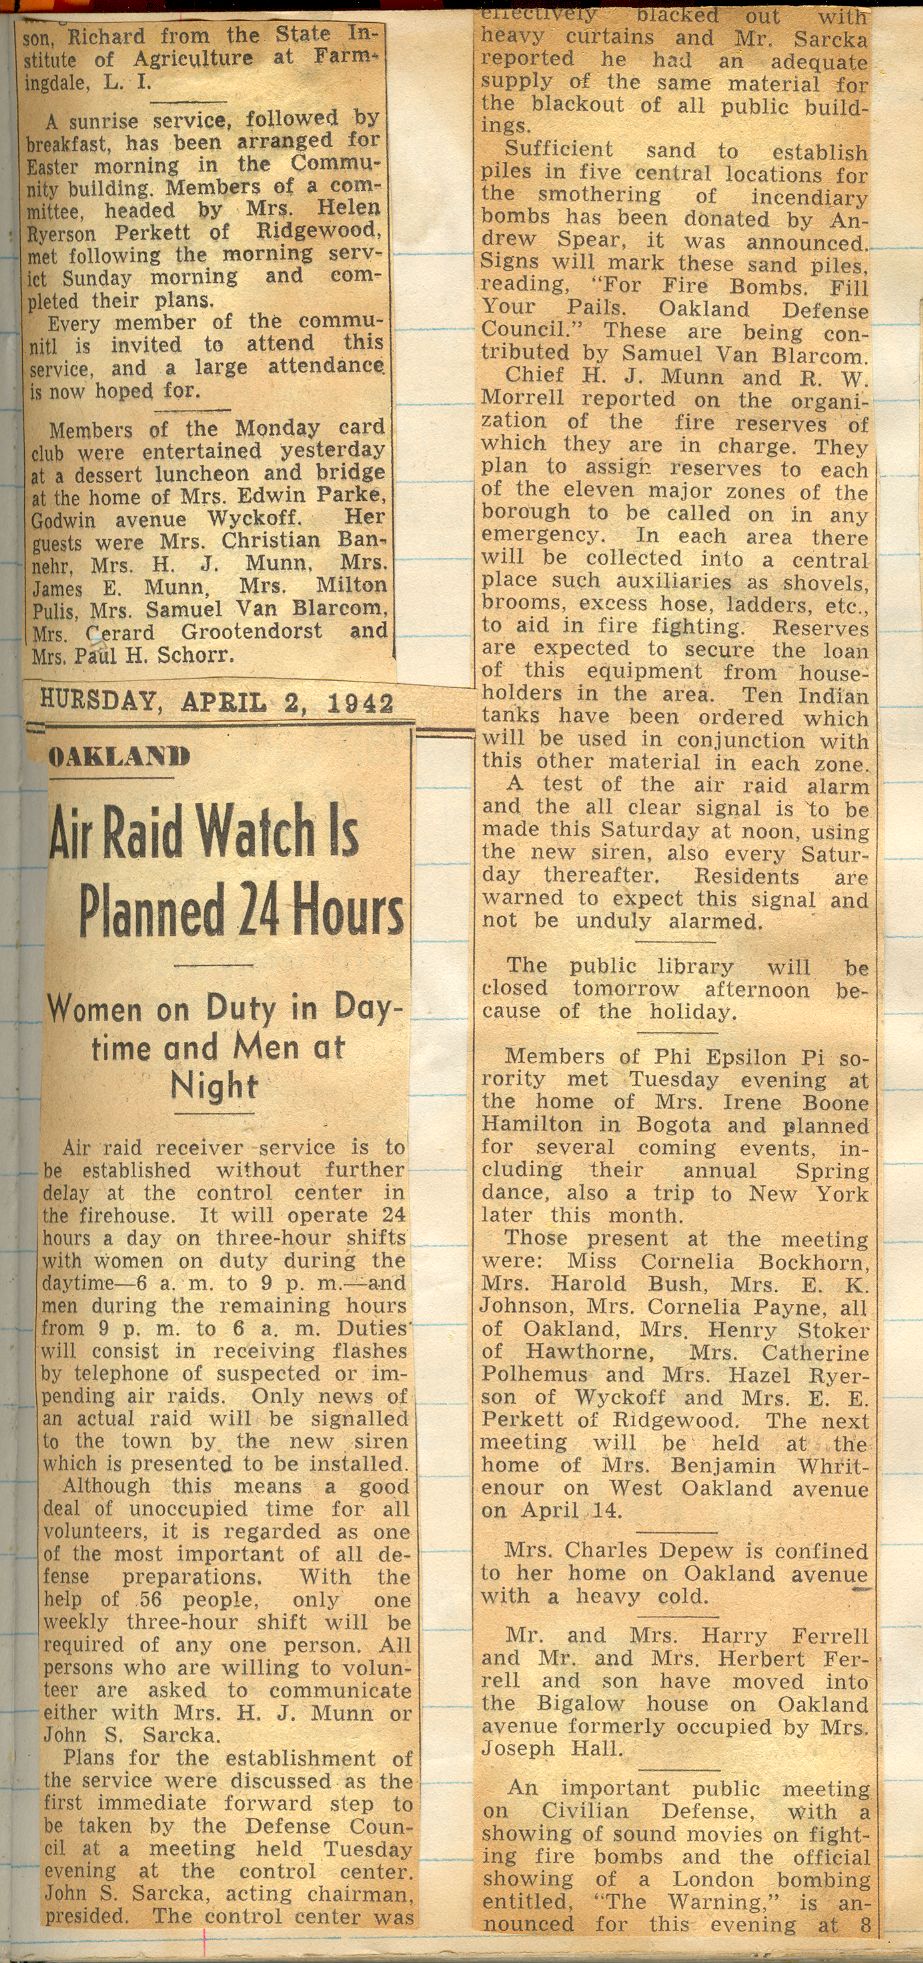 son, Richard from the State In-
stitute of Agriculture at Farm-
ingdale, L. I.
A sunrise service, followed by
breakfast, has been arranged for
Easter morning in the Commu-
nity building. Members of a com-
mittee, headed by Mrs. Helen
Ryerson Perkett of Ridgewood,
met following the morning serv-
ict Sunday morning and com-
pleted their plans.
Every member of the commu-
nitl is invited to attend this
service, and a large attendance
is now hoped for.
Members of the Monday card
club were entertained yesterday
at a dessert luncheon and bridge
at the home of Mrs. Edwin Parke,
Godwin avenue Wyckoff. Her
guests were Mrs. Christian Ban-
nehr, Mrs. H. J. Munn, Mrs.
James E. Munn, Mrs. Milton
Pulis, Mrs. Samuel Van Blarcom,
Mrs. Gerard Grootendorst and
Mrs. Paul H. Schorr.
HURSDAY, APRIL 2, 1942
OAKLAND
Air Raid Watch Is
Planned 24 Hours
Women on Duty in Day-
time and Men at
Night
Air raid receiver service is to
be established without further
delay at the control center in
the firehouse. It will operate 24
hours a day on three-hour shifts
with women on duty during the
daytime—6 a. m. to 9 p. m.—and
men during the remaining hours
from 9 p. m. to 6 a. m. Duties
will consist in receiving flashes
by telephone of suspected or im-
pending air raids. Only news of
an actual raid will be signalled
to the town by the new siren
which is presented to be installed.
Although this means a good
deal of unoccupied time for all
volunteers, it is regarded as one
of the most important of all de-
fense preparations. With the
help of 56 people, only one
weekly three-hour shift will be
required of any one person. All
persons who are willing to volun-
teer are asked to communicate
either with Mrs. H. J. Munn or
John S. Sarcka.
Plans for the establishment of
the service were discussed as the
first immediate forward step to
be taken by the Defense Coun-
cil at a meeting held Tuesday
evening at the control center.
John S. Sarcka, acting chairman,
presided. The control center was
effectively blacked out with
heavy curtains and Mr. Sarcka
reported he had an adequate
supply of the same material for
the blackout of all public build-
ings.
Sufficient sand to establish
piles in five central locations for
the smothering of incendiary
bombs has been donated by An-
drew Spear, it was announced.
Signs will mark these sand piles,
reading, "For Fire Bombs. Fill
Your Pails. Oakland Defense
Council." These are being con-
tributed by Samuel Van Blarcom.
Chief H. J. Munn and R. W.
Morrell reported on the organi-
zation of the fire reserves of
which they are in charge. They
plan to assign reserves to each
of the eleven major zones of the
borough to be called on in any
emergency. In each area there
will be collected into a central
place such auxiliaries as shovels,
brooms, excess hose, ladders, etc.,
to aid in fire fighting. Reserves
are expected to secure the loan
of this equipment from house-
holders in the area. Ten Indian
tanks have been ordered which
will be used in conjunction with
this other material in each zone.
A test of the air raid alarm
and the all clear signal is to be
made this Saturday at noon, using
the new siren, also every Satur-
day thereafter. Residents are
warned to expect this signal and
not be unduly alarmed.
The public library will be
closed tomorrow afternoon be-
cause of the holiday.
Members of Phi Epsilon Pi so-
rority met Tuesday evening at
the home of Mrs. Irene Boone
Hamilton in Bogota and planned
for several coming events, in-
cluding their annual Spring
dance, also a trip to New York
later this month.
Those present at the meeting
were: Miss Cornelia Bockhorn,
Mrs. Harold Bush, Mrs. E. K.
Johnson, Mrs. Cornelia Payne, all
of Oakland, Mrs. Henry Stoker
of Hawthorne, Mrs. Catherine
Polhemus and Mrs. Hazel Ryer-
son of Wyckoff and Mrs. E. E.
Perkett of Ridgewood. The next
meeting will be held at the
home of Mrs. Benjamin Whrit-
enour on West Oakland avenue
on April 14.
Mrs. Charles Depew is confined
to her home on Oakland avenue
with a heavy cold.
Mr. and Mrs. Harry Ferrell
and Mr. and Mrs. Herbert Fer-
rell and son have moved into
the Bigalow house on Oakland
avenue formerly occupied by Mrs.
Joseph Hall.
An important public meeting
on Civilian Defense, with a
showing of sound movies on fight-
ing fire bombs and the official
showing of a London bombing
entitled, "The Warning," is an-
nounced for this evening at 8